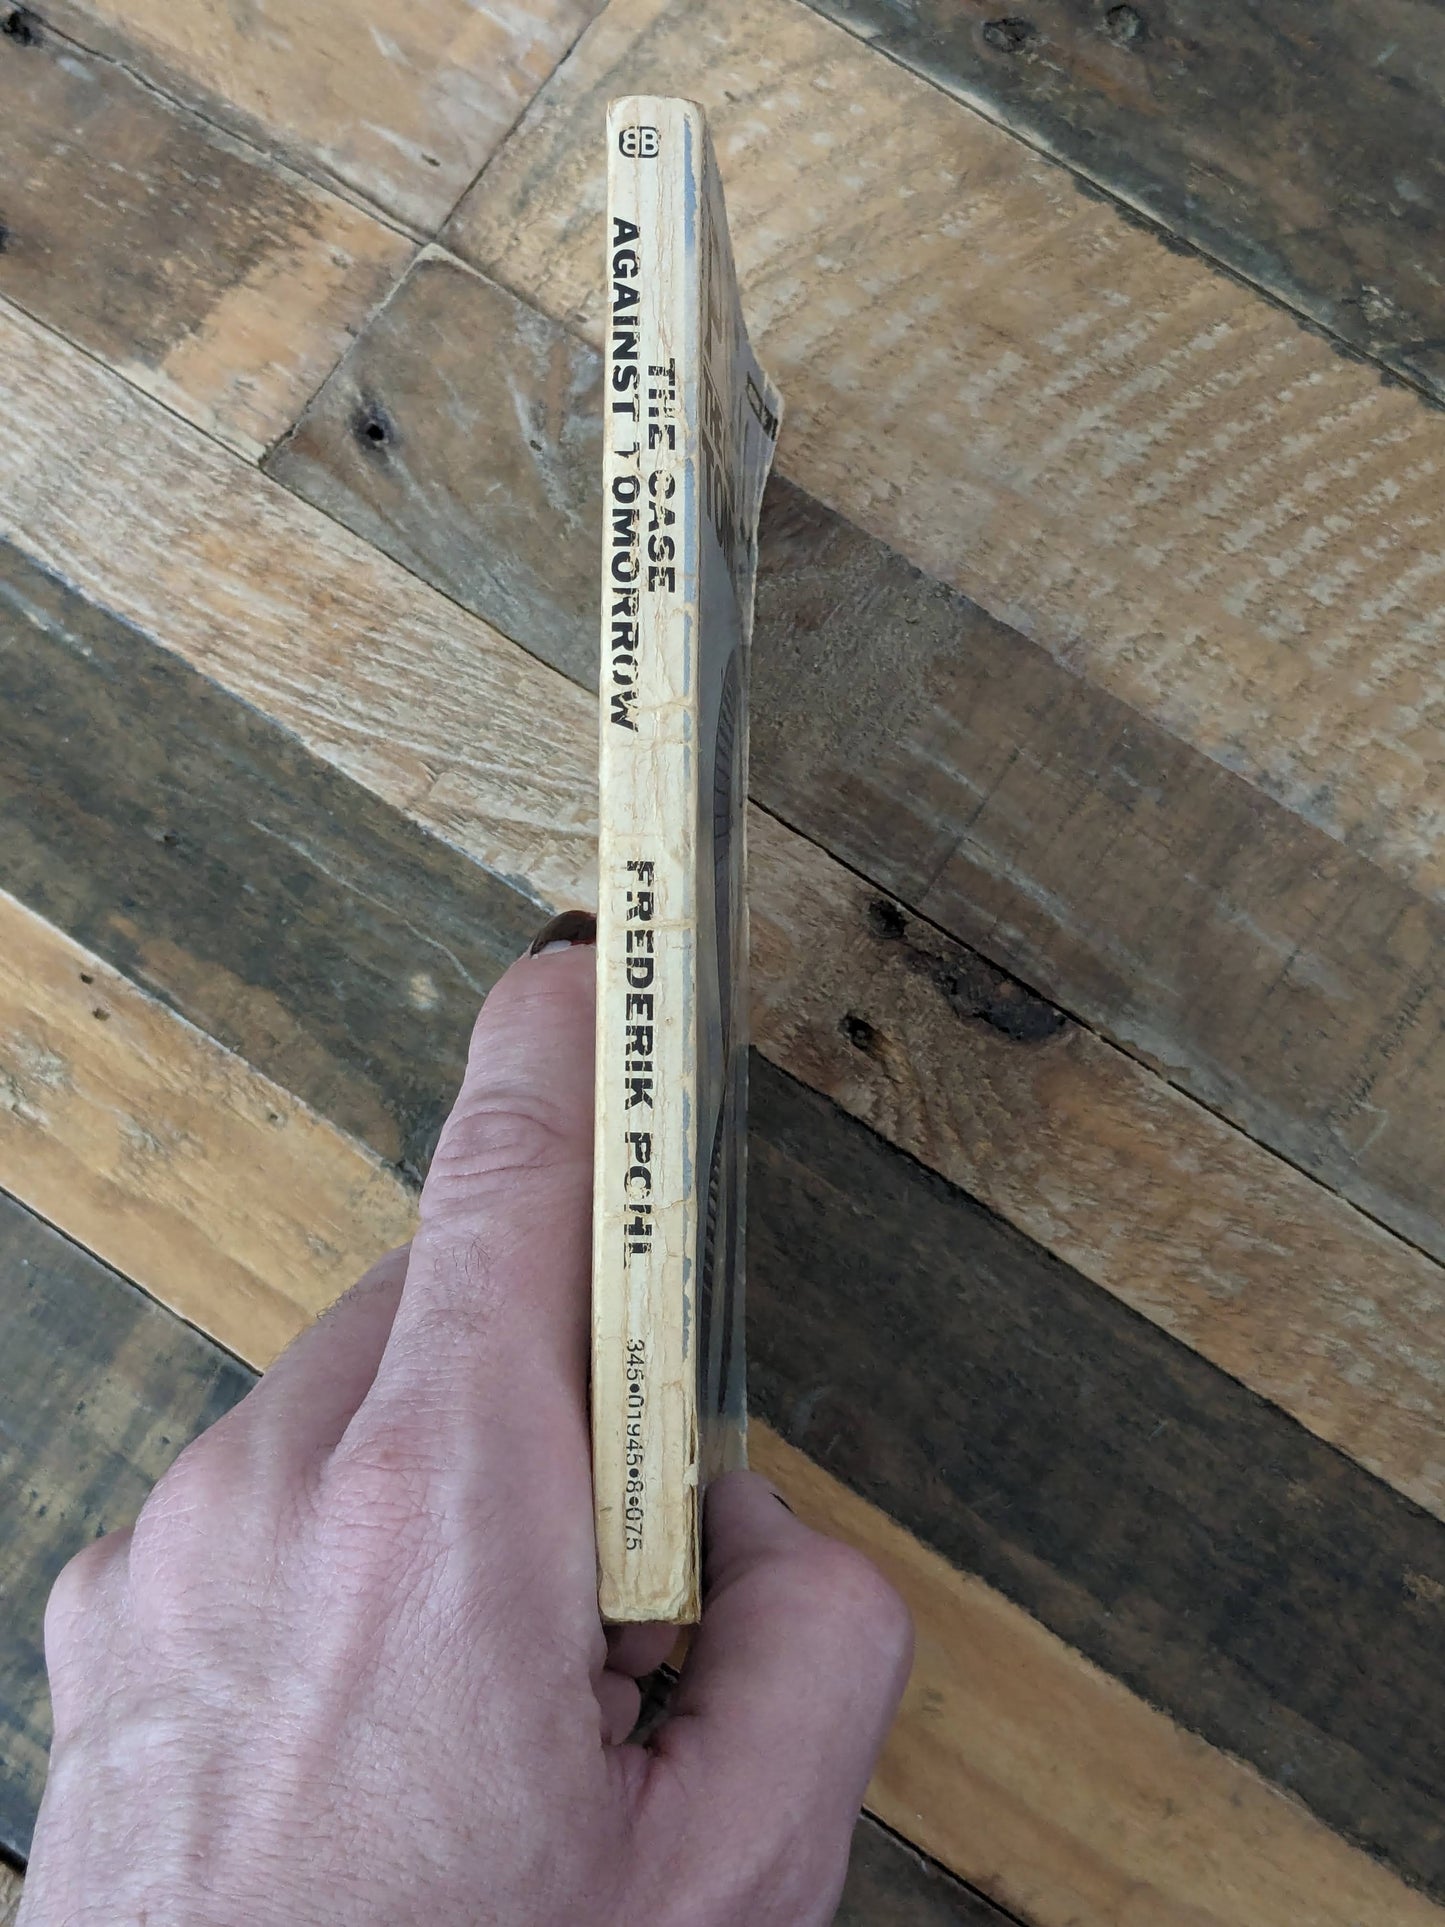 BB
THE CASE
AGAINST TOMORROW
FREDERIK POHL
345•01945•8•075